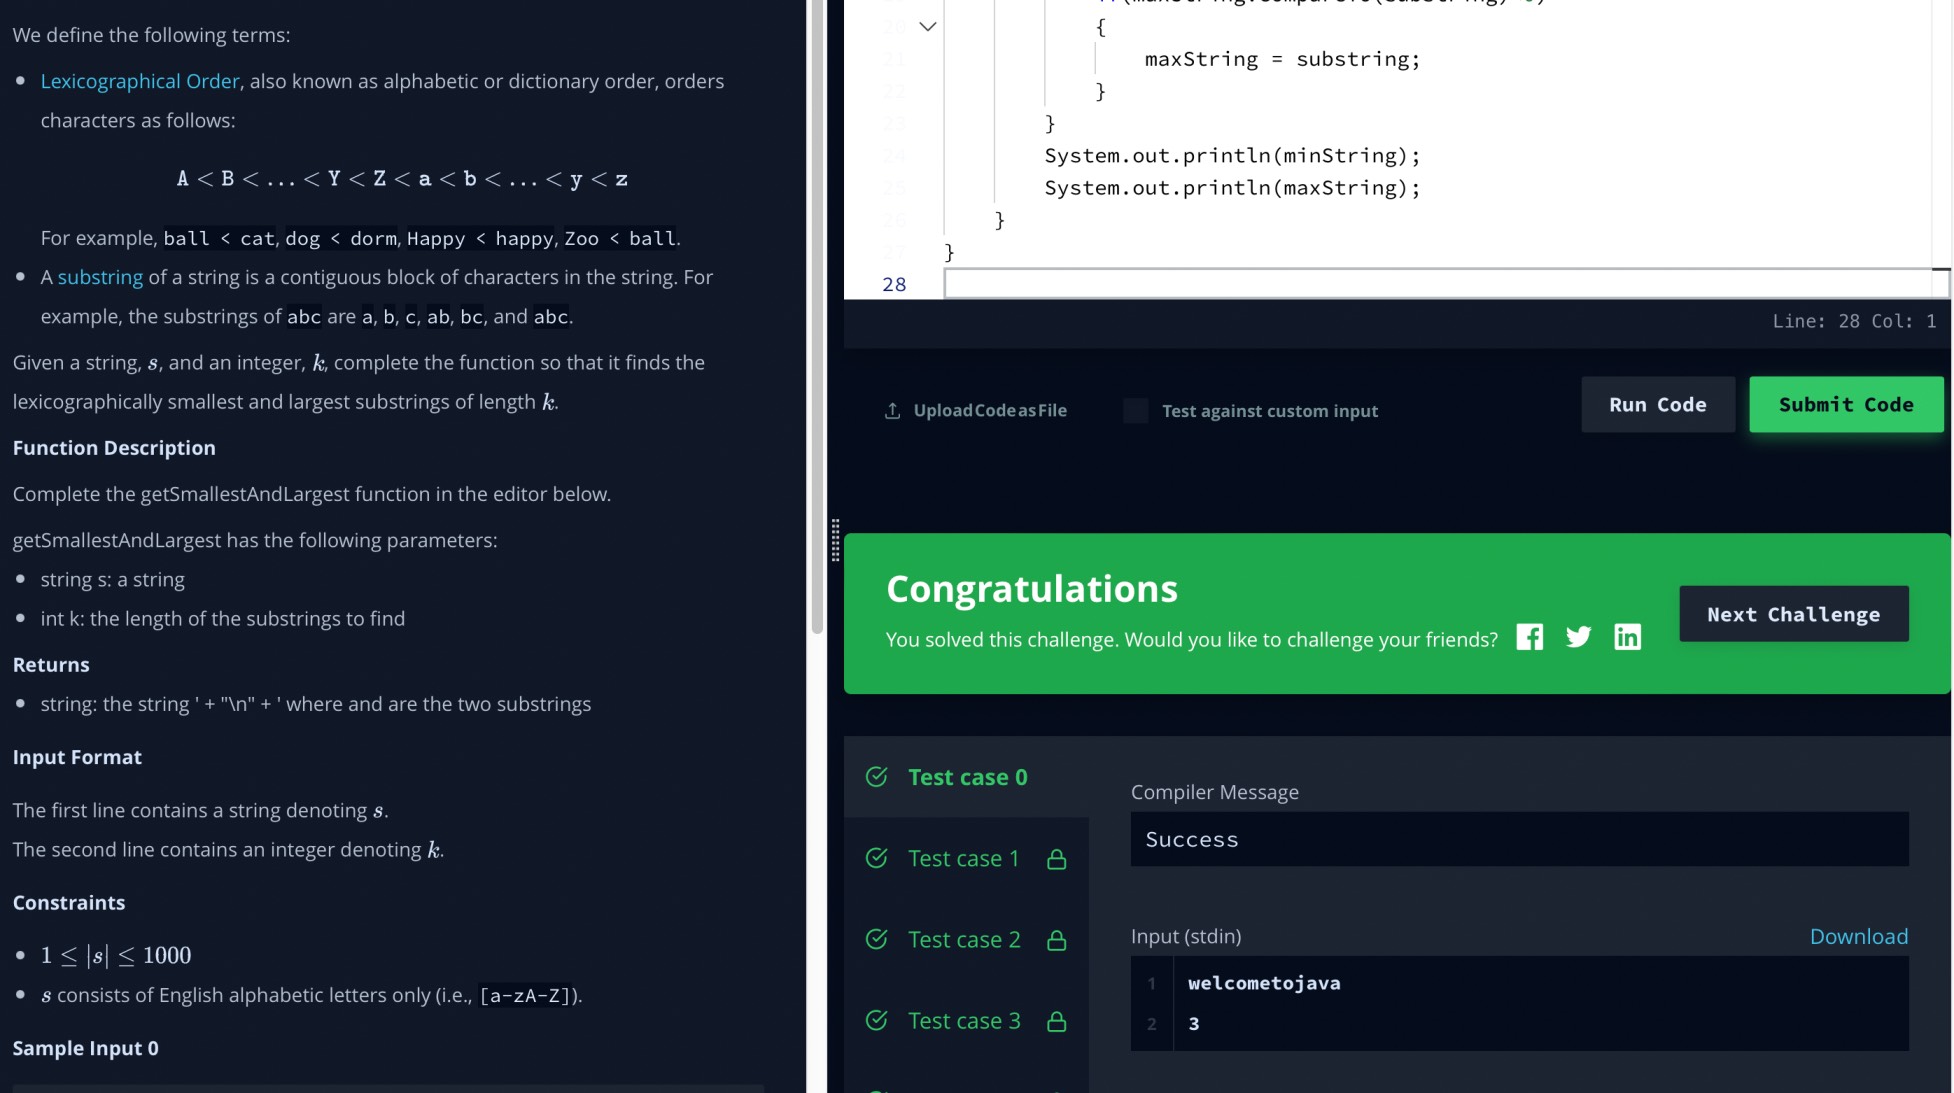 We define the following terms:
Lexicographical Order, also known as alphabetic or dictionary order, orders
characters as follows:
A < B < ... < Y < Z < a < b < ... < y < z
For example, ball < cat, dog < dorm, Happy < happy, Zoo < ball.
A substring of a string is a contiguous block of characters in the string. For
example, the substrings of abc are a, b, c, ab, bc, and abc.
Given a string, s, and an integer, k, complete the function so that it finds the
lexicographically smallest and largest substrings of length k.
Function Description
Complete the getSmallestAndLargest function in the editor below.
getSmallestAndLargest has the following parameters:
string s: a string
int k: the length of the substrings to find
Returns
string: the string ' + "\n" + ' where and are the two substrings
Input Format
The first line contains a string denoting s.
The second line contains an integer denoting k.
Constraints
1 ≤ |s| ≤ 1000
s consists of English alphabetic letters only (i.e., [a-zA-Z]).
Sample Input 0
20 {
21 maxString = substring;
22 }
23 }
24 System.out.println(minString);
25 System.out.println(maxString);
26 }
27 }
28
Line: 28 Col: 1
Upload Code as File
Test against custom input
Run Code
Submit Code
Congratulations
You solved this challenge. Would you like to challenge your friends?
Next Challenge
Test case 0
Test case 1
Test case 2
Test case 3
Compiler Message
Success
Input (stdin)
Download
1 welcometojava
2 3